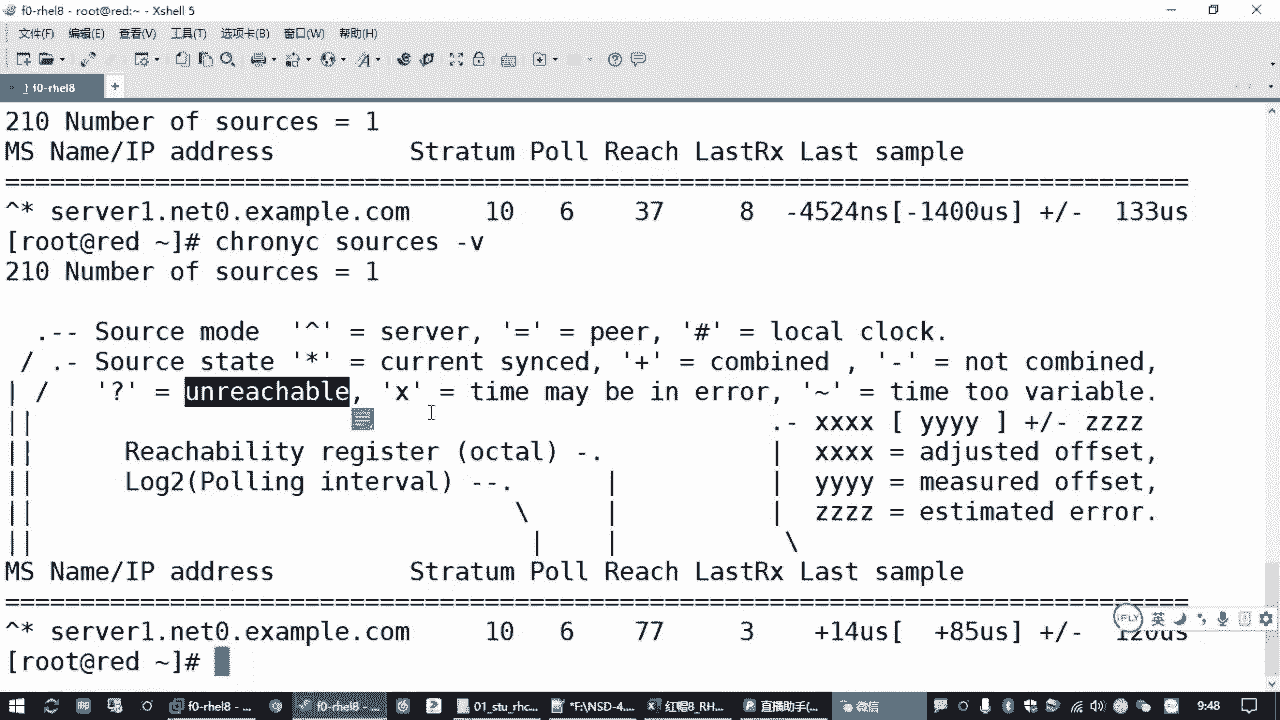 f0-rhel8 - root@red:~ - Xshell 5
文件(F) 编辑(E) 查看(V) 工具(T) 选项卡(B) 窗口(W) 帮助(H)
1 f0-rhel8
210 Number of sources = 1
MS Name/IP address         Stratum Poll Reach LastRx Last sample
===============================================================================
^* server1.net0.example.com     10   6    37     8  -4524ns[-1400us] +/-  133us
[root@red ~]# chronyc sources -v
210 Number of sources = 1
  .-- Source mode  '^' = server, '=' = peer, '#' = local clock.
 / .- Source state '*' = current synced, '+' = combined , '-' = not combined,
| /   '?' = unreachable, 'x' = time may be in error, '~' = time too variable.
||                                                 .- xxxx [ yyyy ] +/- zzzz
||      Reachability register (octal) -.           |  xxxx = adjusted offset,
||      Log2(Polling interval) --.      |          |  yyyy = measured offset,
||                                \     |          |  zzzz = estimated error.
||                                 |    |           \
MS Name/IP address         Stratum Poll Reach LastRx Last sample
===============================================================================
^* server1.net0.example.com     10   6    77     3    +14us[  +85us] +/-  120us
[root@red ~]#
iFLY 英
f0-rhel8 - ... f0-rhel8 - ... 01_stu_rhc... *F:\NSD-4.... 红帽8_RH... 直播助手(... 微信 9:48